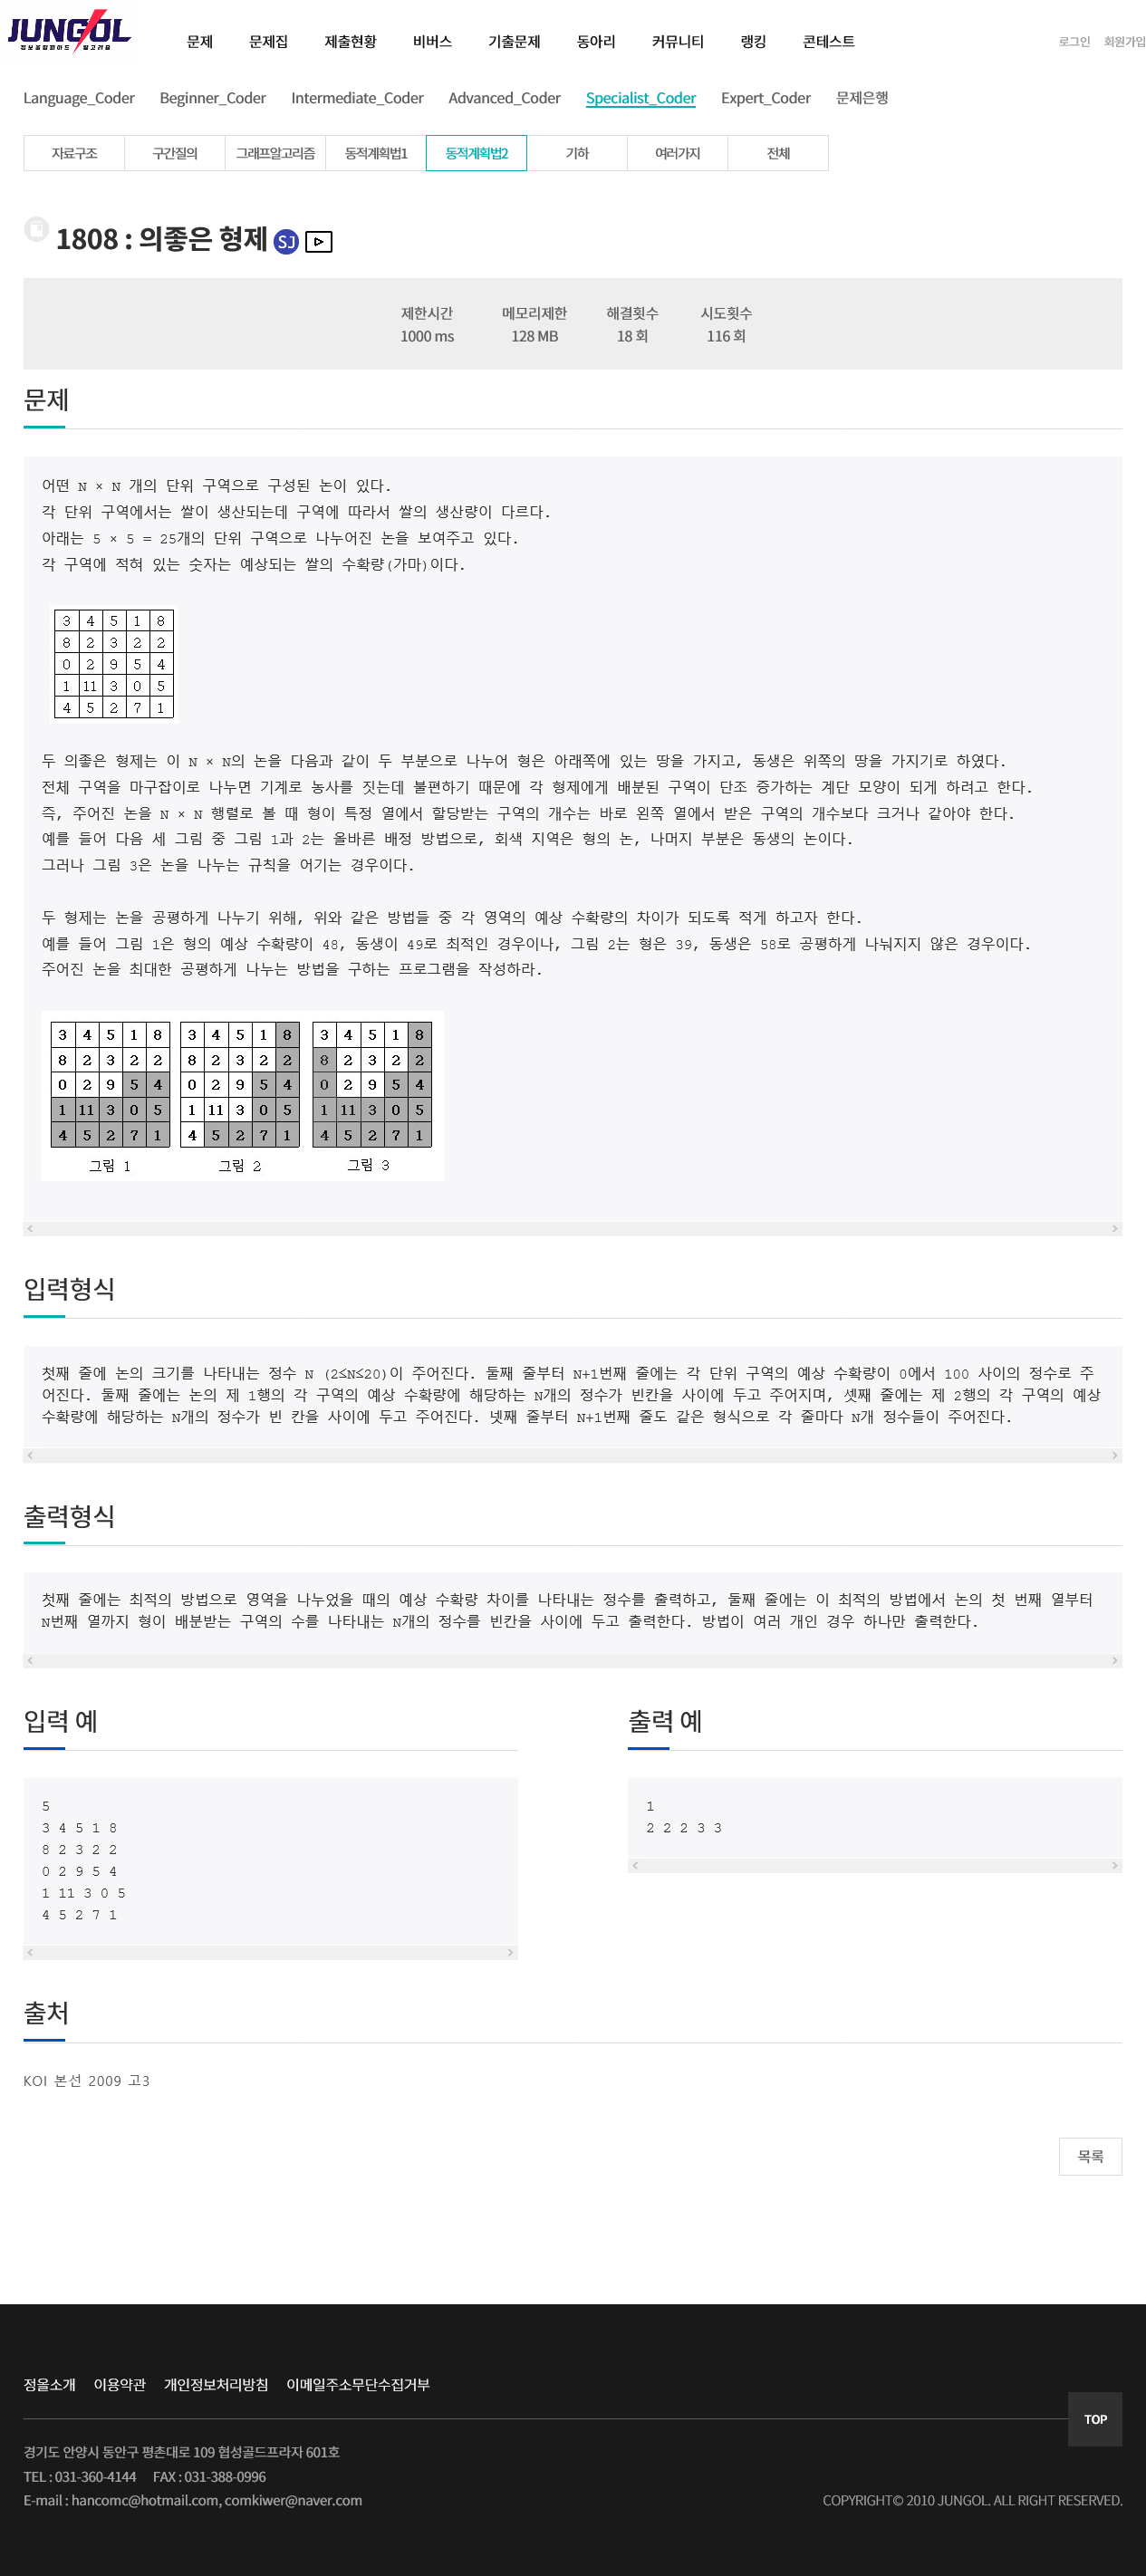 JUNGOL
정보올림피아드 알고리즘
문제 문제집 제출현황 비버스 기출문제 동아리 커뮤니티 랭킹 콘테스트 로그인 회원가입
Language_Coder Beginner_Coder Intermediate_Coder Advanced_Coder Specialist_Coder Expert_Coder 문제은행
자료구조 구간질의 그래프알고리즘 동적계획법1 동적계획법2 기하 여러가지 전체
1808 : 의좋은 형제 SJ
제한시간 메모리제한 해결횟수 시도횟수
1000 ms 128 MB 18 회 116 회
문제
어떤 N × N 개의 단위 구역으로 구성된 논이 있다.
각 단위 구역에서는 쌀이 생산되는데 구역에 따라서 쌀의 생산량이 다르다.
아래는 5 × 5 = 25개의 단위 구역으로 나누어진 논을 보여주고 있다.
각 구역에 적혀 있는 숫자는 예상되는 쌀의 수확량(가마)이다.
3 4 5 1 8
8 2 3 2 2
0 2 9 5 4
1 11 3 0 5
4 5 2 7 1
두 의좋은 형제는 이 N × N의 논을 다음과 같이 두 부분으로 나누어 형은 아래쪽에 있는 땅을 가지고, 동생은 위쪽의 땅을 가지기로 하였다.
전체 구역을 마구잡이로 나누면 기계로 농사를 짓는데 불편하기 때문에 각 형제에게 배분된 구역이 단조 증가하는 계단 모양이 되게 하려고 한다.
즉, 주어진 논을 N × N 행렬로 볼 때 형이 특정 열에서 할당받는 구역의 개수는 바로 왼쪽 열에서 받은 구역의 개수보다 크거나 같아야 한다.
예를 들어 다음 세 그림 중 그림 1과 2는 올바른 배정 방법으로, 회색 지역은 형의 논, 나머지 부분은 동생의 논이다.
그러나 그림 3은 논을 나누는 규칙을 어기는 경우이다.
두 형제는 논을 공평하게 나누기 위해, 위와 같은 방법들 중 각 영역의 예상 수확량의 차이가 되도록 적게 하고자 한다.
예를 들어 그림 1은 형의 예상 수확량이 48, 동생이 49로 최적인 경우이나, 그림 2는 형은 39, 동생은 58로 공평하게 나눠지지 않은 경우이다.
주어진 논을 최대한 공평하게 나누는 방법을 구하는 프로그램을 작성하라.
3 4 5 1 8 3 4 5 1 8 3 4 5 1 8
8 2 3 2 2 8 2 3 2 2 8 2 3 2 2
0 2 9 5 4 0 2 9 5 4 0 2 9 5 4
1 11 3 0 5 1 11 3 0 5 1 11 3 0 5
4 5 2 7 1 4 5 2 7 1 4 5 2 7 1
그림 1 그림 2 그림 3
입력형식
첫째 줄에 논의 크기를 나타내는 정수 N (2≤N≤20)이 주어진다. 둘째 줄부터 N+1번째 줄에는 각 단위 구역의 예상 수확량이 0에서 100 사이의 정수로 주
어진다. 둘째 줄에는 논의 제 1행의 각 구역의 예상 수확량에 해당하는 N개의 정수가 빈칸을 사이에 두고 주어지며, 셋째 줄에는 제 2행의 각 구역의 예상
수확량에 해당하는 N개의 정수가 빈 칸을 사이에 두고 주어진다. 넷째 줄부터 N+1번째 줄도 같은 형식으로 각 줄마다 N개 정수들이 주어진다.
출력형식
첫째 줄에는 최적의 방법으로 영역을 나누었을 때의 예상 수확량 차이를 나타내는 정수를 출력하고, 둘째 줄에는 이 최적의 방법에서 논의 첫 번째 열부터
N번째 열까지 형이 배분받는 구역의 수를 나타내는 N개의 정수를 빈칸을 사이에 두고 출력한다. 방법이 여러 개인 경우 하나만 출력한다.
입력 예
5
3 4 5 1 8
8 2 3 2 2
0 2 9 5 4
1 11 3 0 5
4 5 2 7 1
출력 예
1
2 2 2 3 3
출처
KOI 본선 2009 고3
목록
정올소개 이용약관 개인정보처리방침 이메일주소무단수집거부
TOP
경기도 안양시 동안구 평촌대로 109 협성골드프라자 601호
TEL : 031-360-4144 FAX : 031-388-0996
E-mail : hancomc@hotmail.com, comkiwer@naver.com
COPYRIGHT© 2010 JUNGOL. ALL RIGHT RESERVED.